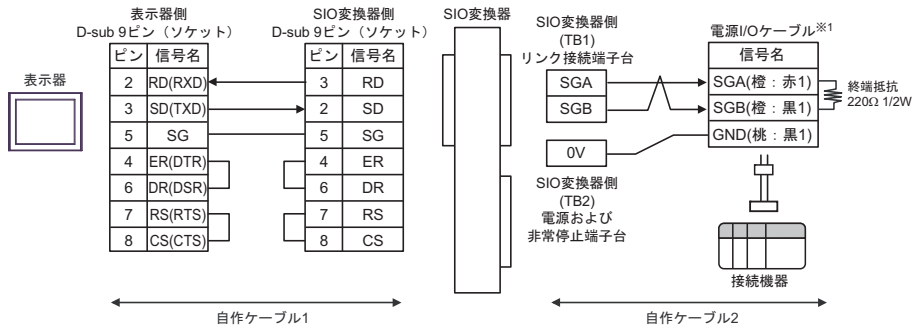 表示器
表示器側
D-sub 9ピン（ソケット）
ピン 信号名
2 RD(RXD)
3 SD(TXD)
5 SG
4 ER(DTR)
6 DR(DSR)
7 RS(RTS)
8 CS(CTS)
SIO変換器側
D-sub 9ピン（ソケット）
ピン 信号名
3 RD
2 SD
5 SG
4 ER
6 DR
7 RS
8 CS
自作ケーブル1
SIO変換器
SIO変換器側
(TB1)
リンク接続端子台
SGA
SGB
0V
SIO変換器側
(TB2)
電源および
非常停止端子台
電源I/Oケーブル※1
信号名
SGA(橙：赤1)
SGB(橙：黒1)
GND(桃：黒1)
終端抵抗
220Ω 1/2W
接続機器
自作ケーブル2